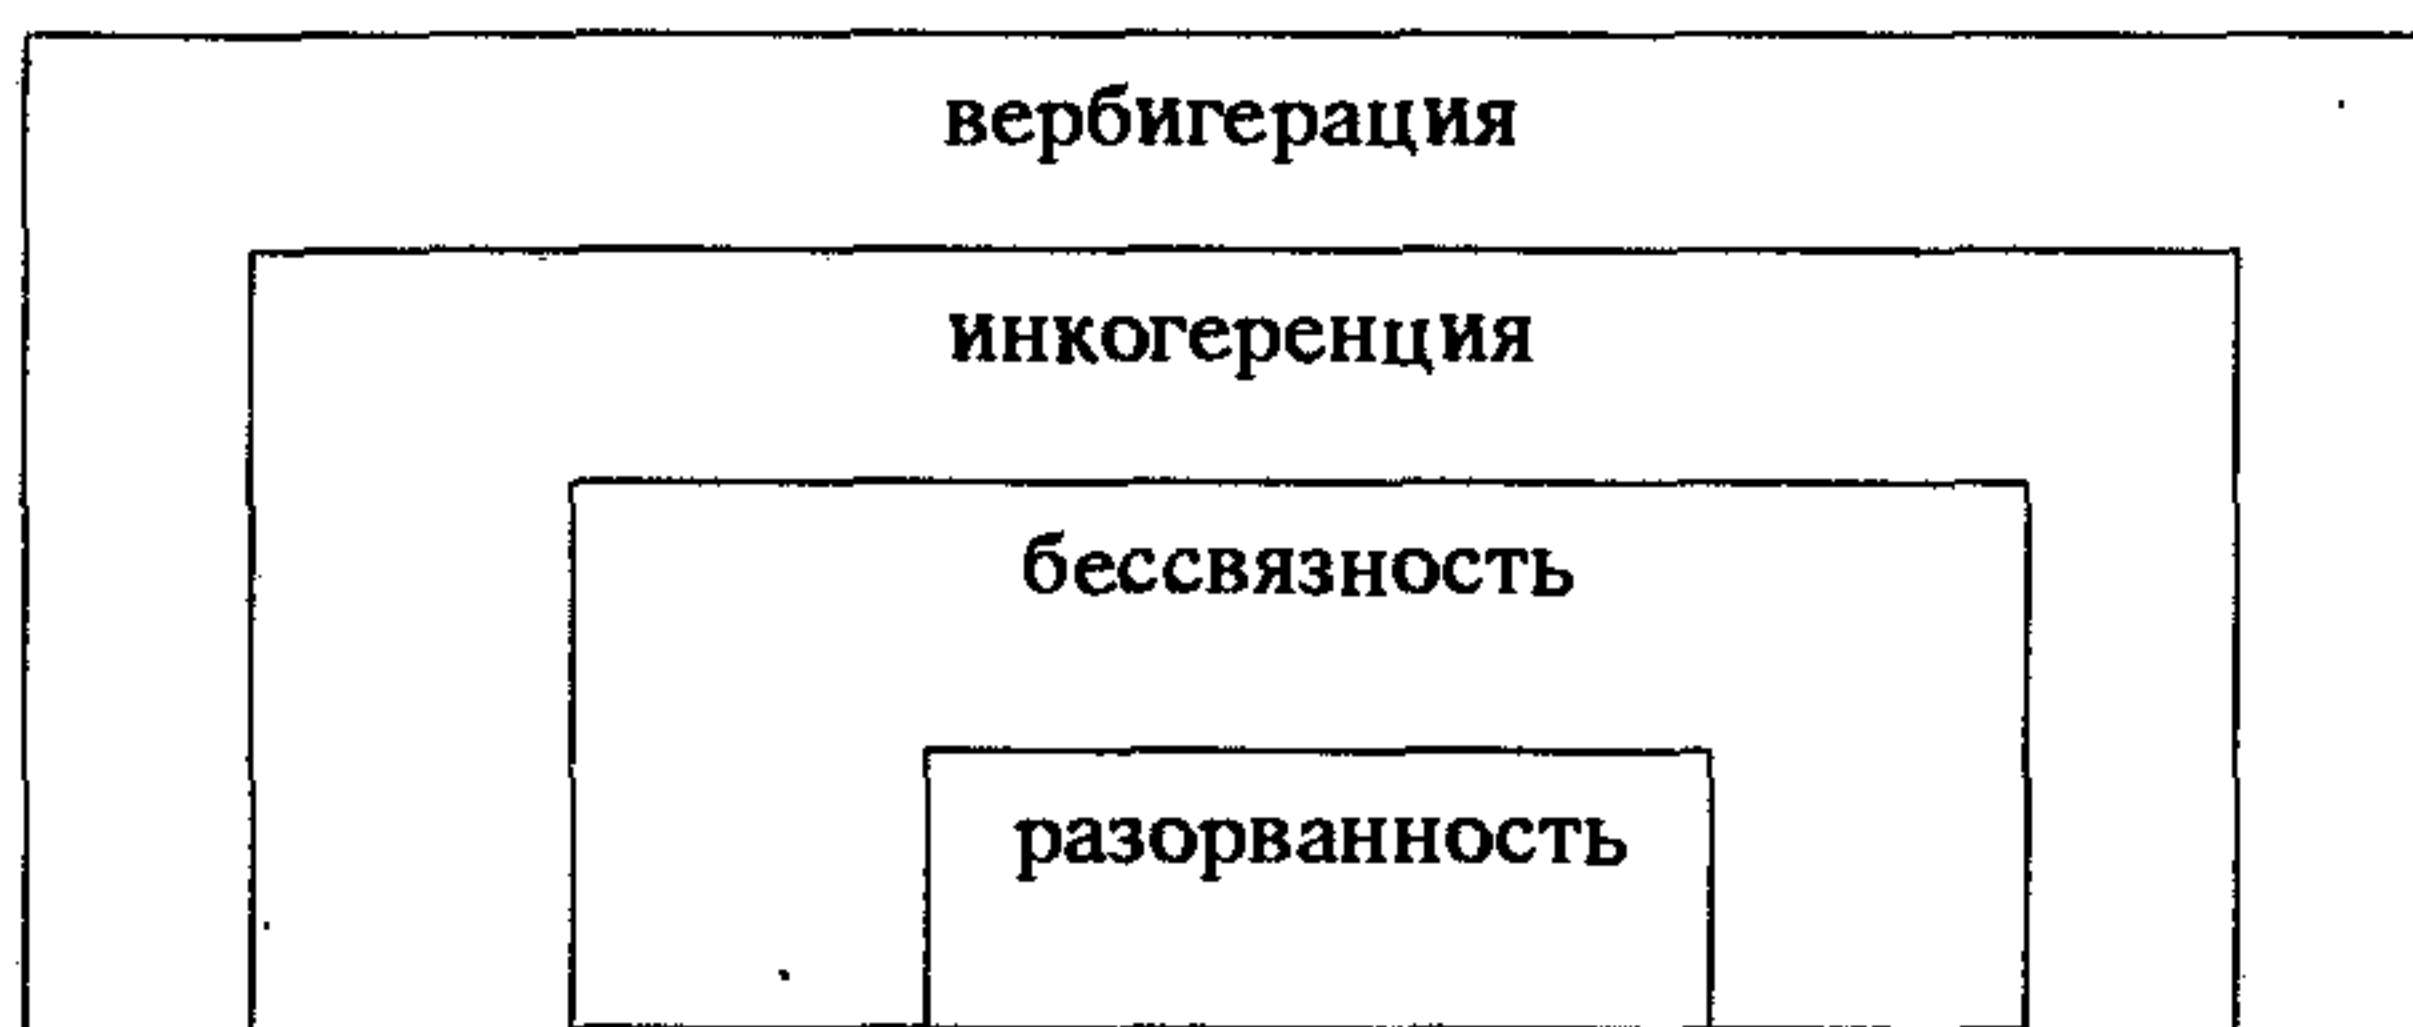 вербигерация
инкогеренция
бессвязность
разорванность